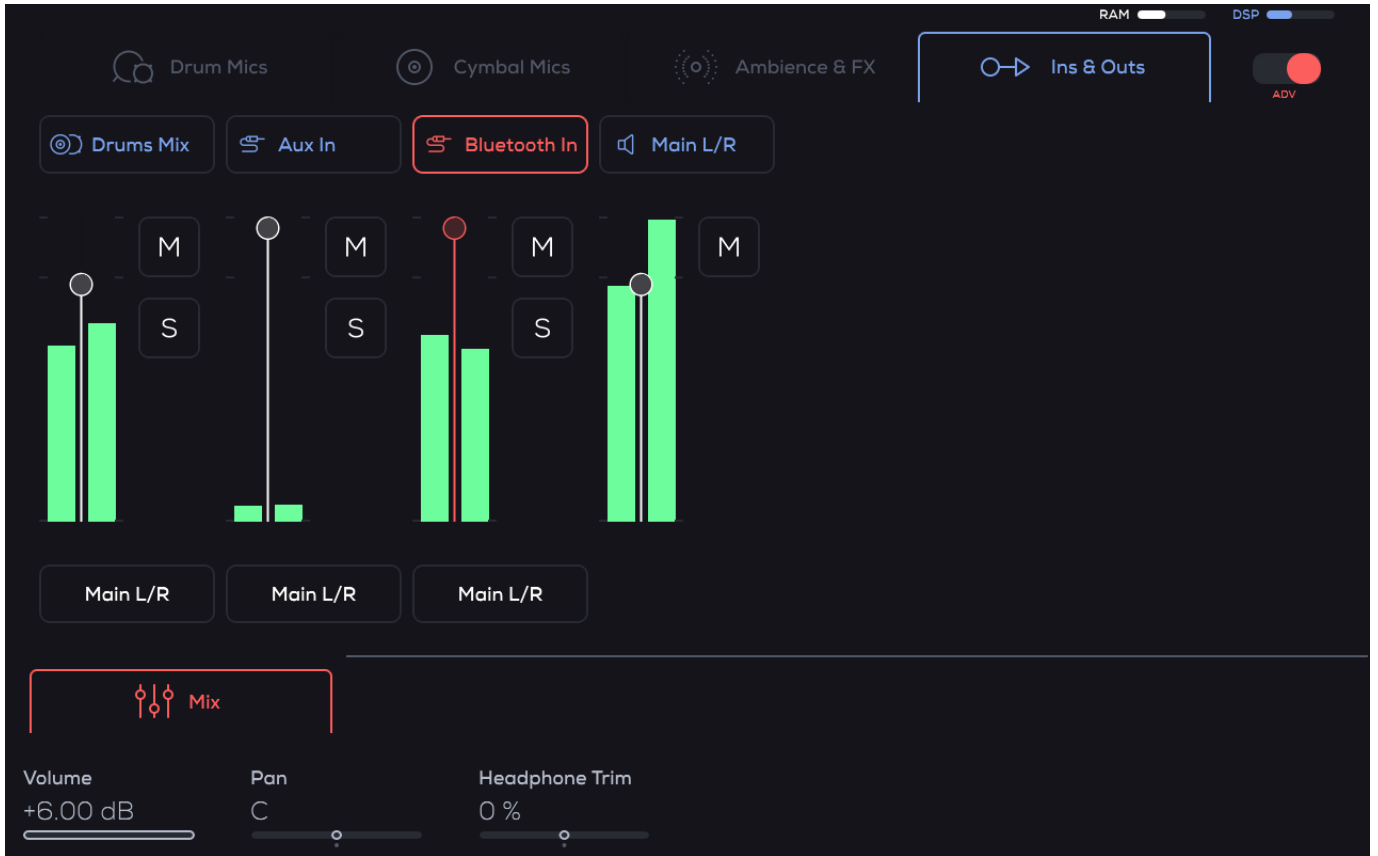 RAM DSP
Drum Mics Cymbal Mics Ambience & FX Ins & Outs
ADV
Drums Mix Aux In Bluetooth In Main L/R
M M M M
S S S
Main L/R Main L/R Main L/R
Mix
Volume Pan Headphone Trim
+6.00 dB C 0 %